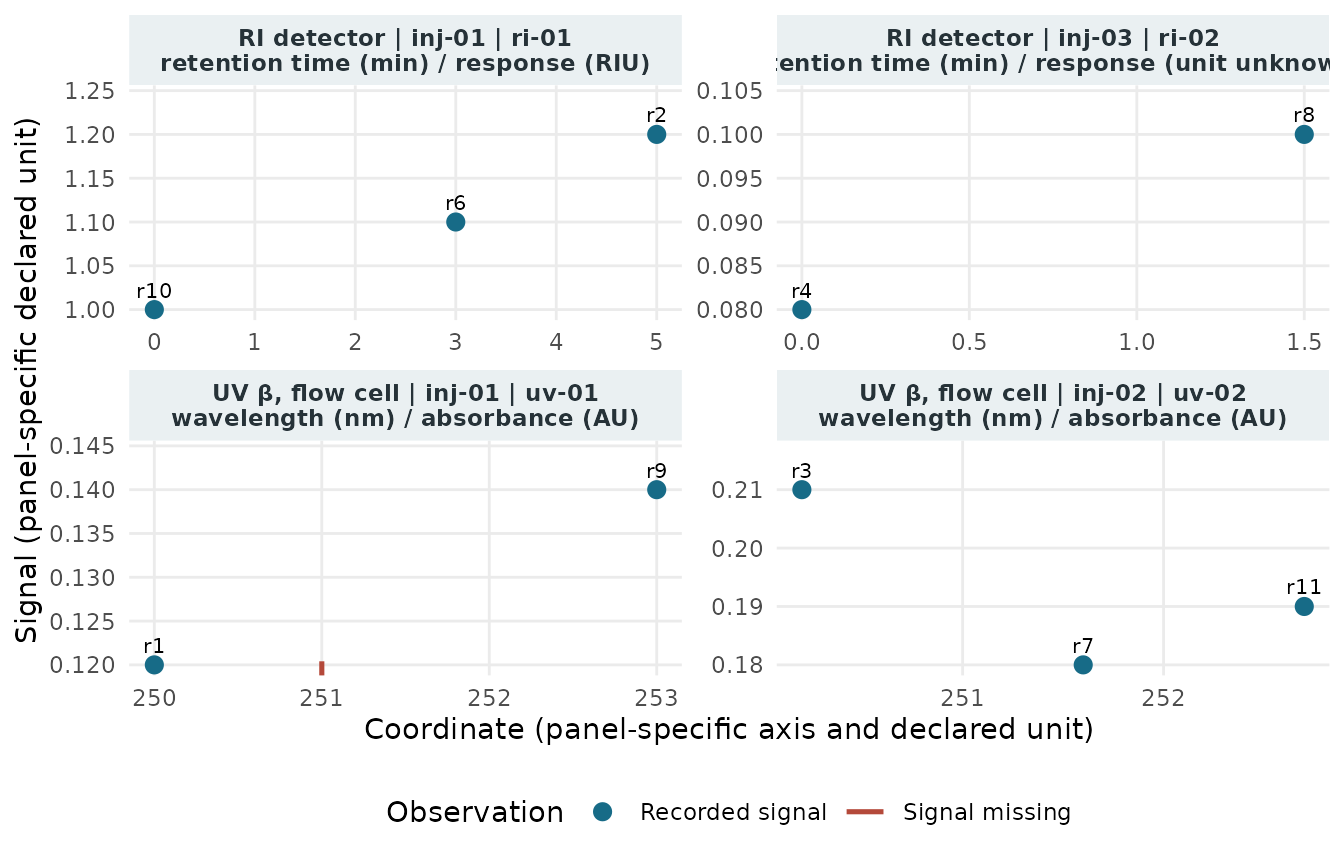 RI detector | inj-01 | ri-01
retention time (min) / response (RIU)
1.25
1.20
1.15
1.10
1.05
1.00
r10
r6
r2
0 1 2 3 4 5
RI detector | inj-03 | ri-02
time (min) / response (unit
0.105
0.100
0.095
0.090
0.085
0.080
r4
r8
0.0 0.5 1.0 1.5
UV β, flow cell | inj-01 | uv-01
wavelength (nm) / absorbance (AU)
0.145
0.140
0.135
0.130
0.125
0.120
r1
r9
250 251 252 253
UV β, flow cell | inj-02 | uv-02
wavelength (nm) / absorbance (AU)
0.21
0.20
0.19
0.18
r3
r7
r11
251 252
Signal (panel-specific declared unit)
Coordinate (panel-specific axis and declared unit)
Observation Recorded signal Signal missing